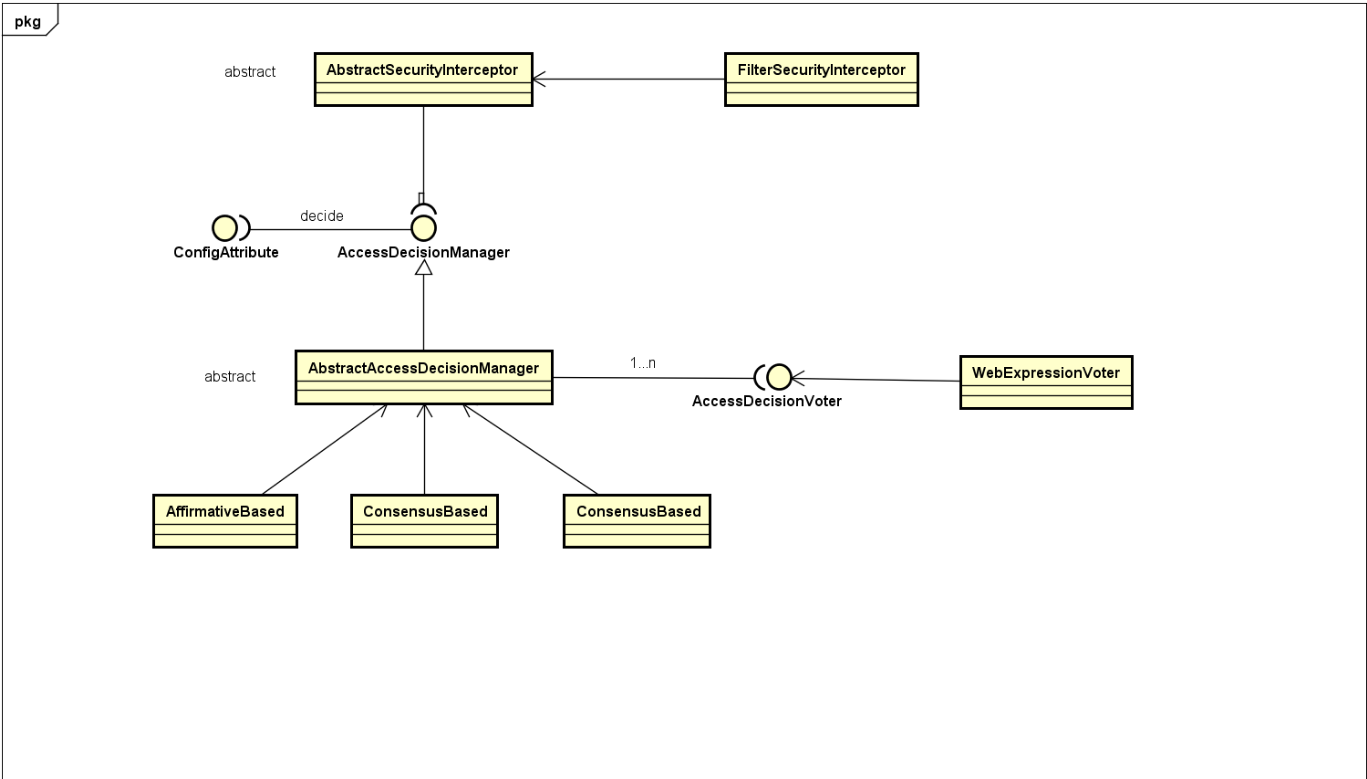 pkg
abstract
AbstractSecurityInterceptor
FilterSecurityInterceptor
decide
ConfigAttribute
AccessDecisionManager
abstract
AbstractAccessDecisionManager
1...n
AccessDecisionVoter
WebExpressionVoter
AffirmativeBased
ConsensusBased
ConsensusBased